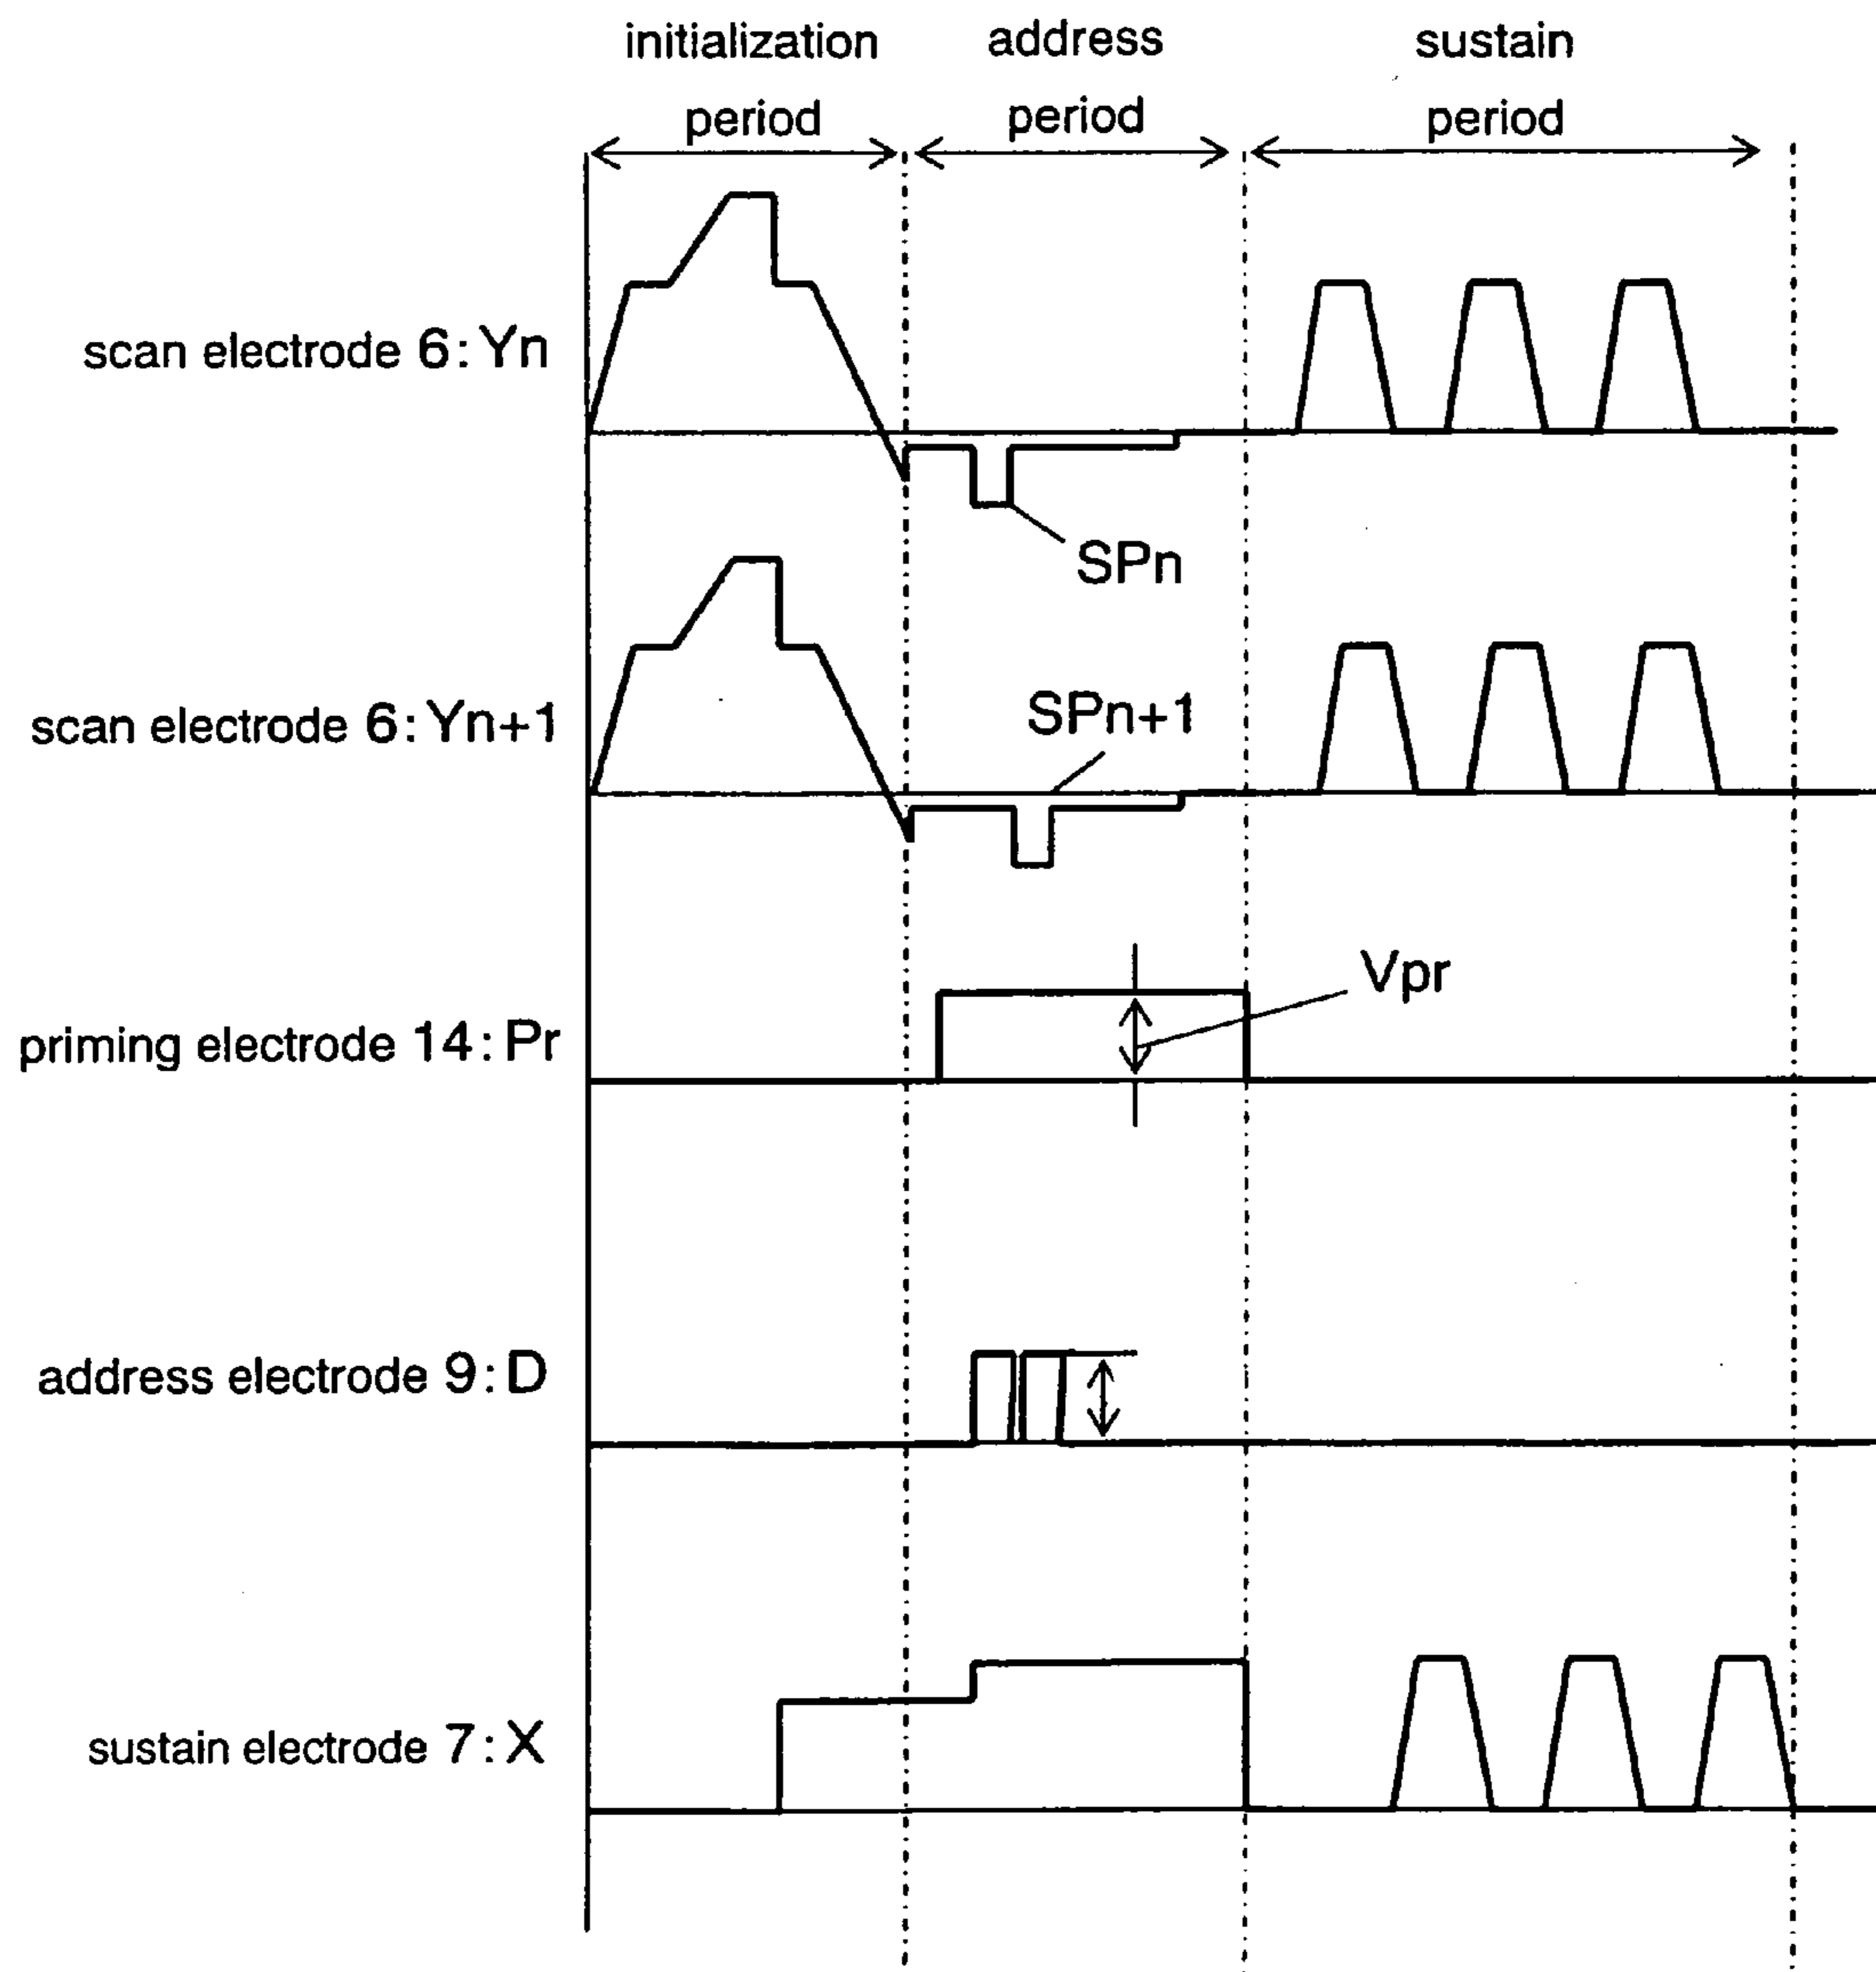 initialization
period
address
period
sustain
period
scan electrode 6:Yn
SPn
scan electrode 6:Yn+1
SPn+1
priming electrode 14:Pr
Vpr
address electrode 9:D
sustain electrode 7:X